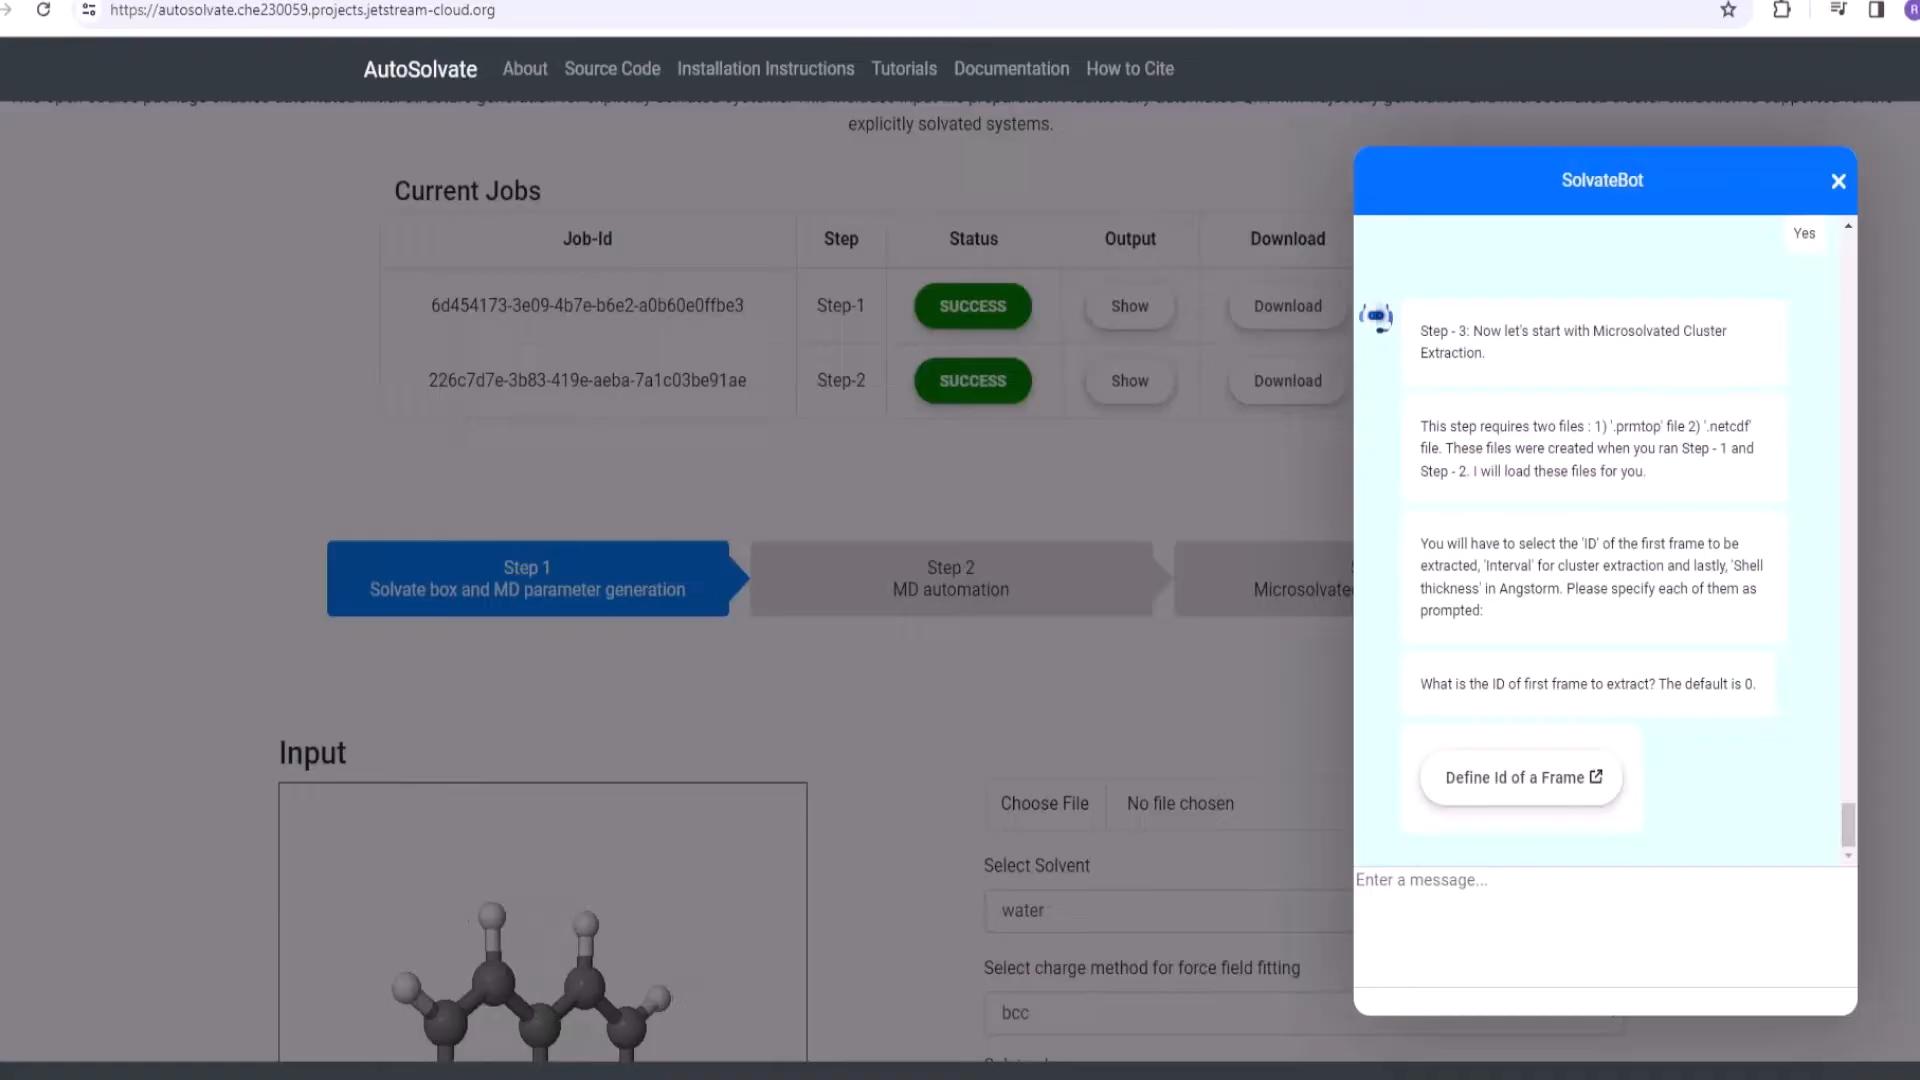 https://autosolvate.che230059.projects.jetstream-cloud.org
R
AutoSolvate About Source Code Installation Instructions Tutorials Documentation How to Cite
explicitly solvated systems.
Current Jobs
Job-Id Step Status Output Download
6d454173-3e09-4b7e-b6e2-a0b60e0ffbe3 Step-1 SUCCESS Show Download
226c7d7e-3b83-419e-aeba-7a1c03be91ae Step-2 SUCCESS Show Download
Step 1
Solvate box and MD parameter generation
Step 2
MD automation
Input
Choose File No file chosen
Select Solvent
water
Select charge method for force field fitting
bcc
SolvateBot
Yes
Step - 3: Now let's start with Microsolvated Cluster
Extraction.
This step requires two files : 1) '.prmtop' file 2) '.netcdf'
file. These files were created when you ran Step - 1 and
Step - 2. I will load these files for you.
You will have to select the 'ID' of the first frame to be
extracted, 'Interval' for cluster extraction and lastly, 'Shell
thickness' in Angstorm. Please specify each of them as
prompted:
What is the ID of first frame to extract? The default is 0.
Define Id of a Frame
Enter a message...